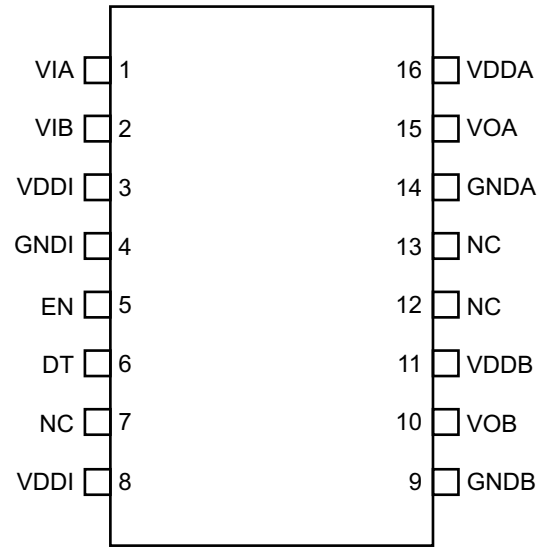 VIA 1 16 VDDA
VIB 2 15 VOA
VDDI 3 14 GNDA
GNDI 4 13 NC
EN 5 12 NC
DT 6 11 VDDB
NC 7 10 VOB
VDDI 8 9 GNDB